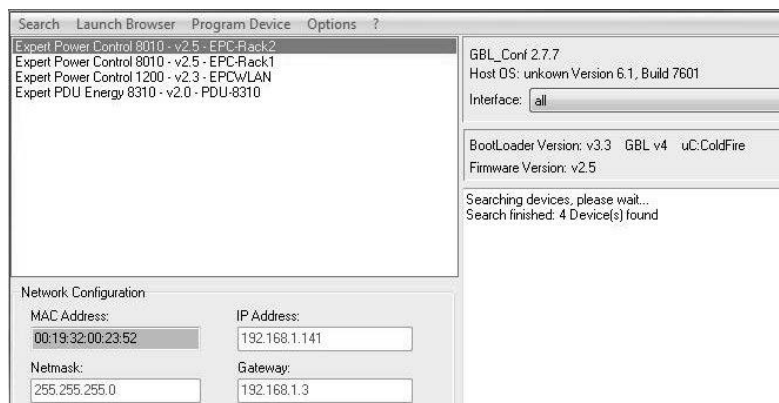 Search Launch Browser Program Device Options ?
Expert Power Control 8010 - v2.5 - EPC-Rack2
Expert Power Control 8010 - v2.5 - EPC-Rack1
Expert Power Control 1200 - v2.3 - EPCWLAN
Expert PDU Energy 8310 - v2.0 - PDU-8310
GBL_Conf 2.7.7
Host OS: unkown Version 6.1, Build 7601
Interface: all
BootLoader Version: v3.3 GBL v4 uC:ColdFire
Firmware Version: v2.5
Searching devices, please wait...
Search finished: 4 Device(s) found
Network Configuration
MAC Address: IP Address:
00:19:32:00:23:52 192.168.1.141
Netmask: Gateway:
255.255.255.0 192.168.1.3